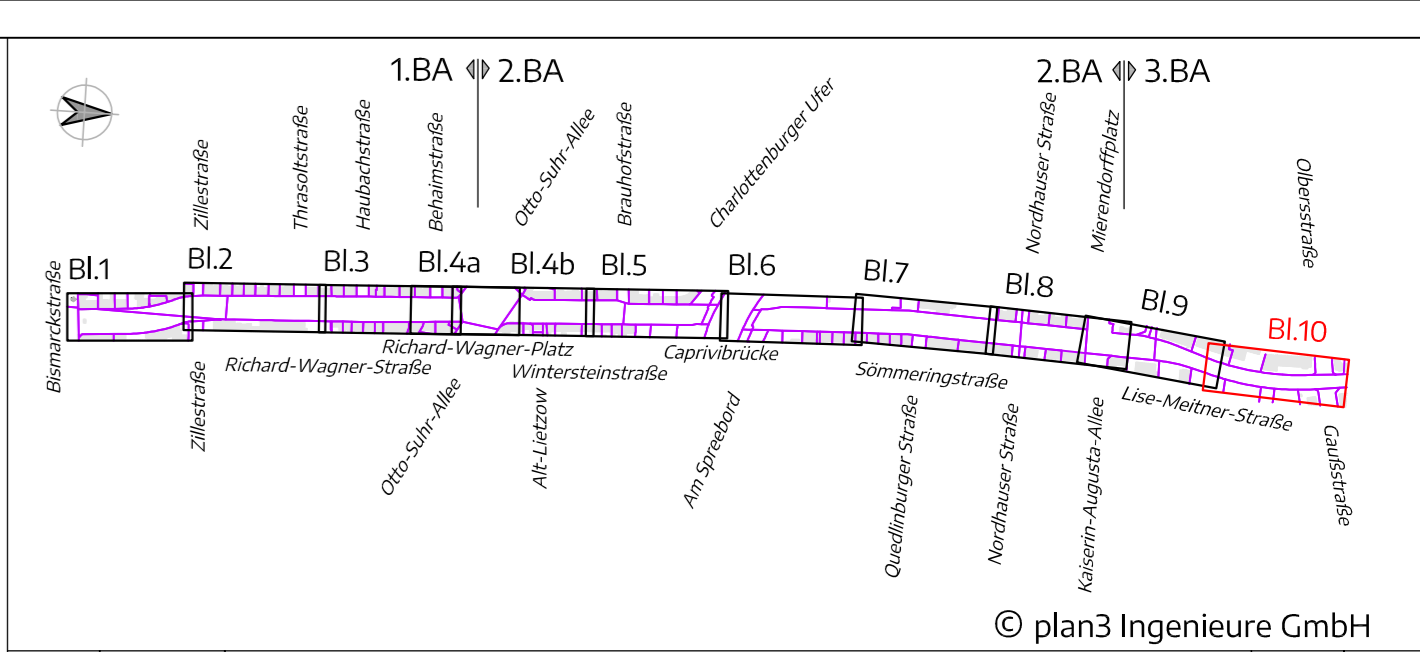 1.BA 2.BA
2.BA 3.BA
Zillestraße
Thrasoltstraße
Haubachstraße
Behaimstraße
Otto-Suhr-Allee
Brauhofstraße
Charlottenburger Ufer
Nordhauser Straße
Mierendorffplatz
Olbersstraße
Bismarckstraße
Bl.1
Bl.2
Bl.3
Bl.4a
Bl.4b
Bl.5
Bl.6
Bl.7
Bl.8
Bl.9
Bl.10
Richard-Wagner-Straße
Richard-Wagner-Platz
Wintersteinstraße
Caprivibrücke
Sömmeringstraße
Lise-Meitner-Straße
Zillestraße
Otto-Suhr-Allee
Alt-Lietzow
Am Spreebord
Quedlinburger Straße
Nordhauser Straße
Kaiserin-Augusta-Allee
Gaußstraße
© plan3 Ingenieure GmbH